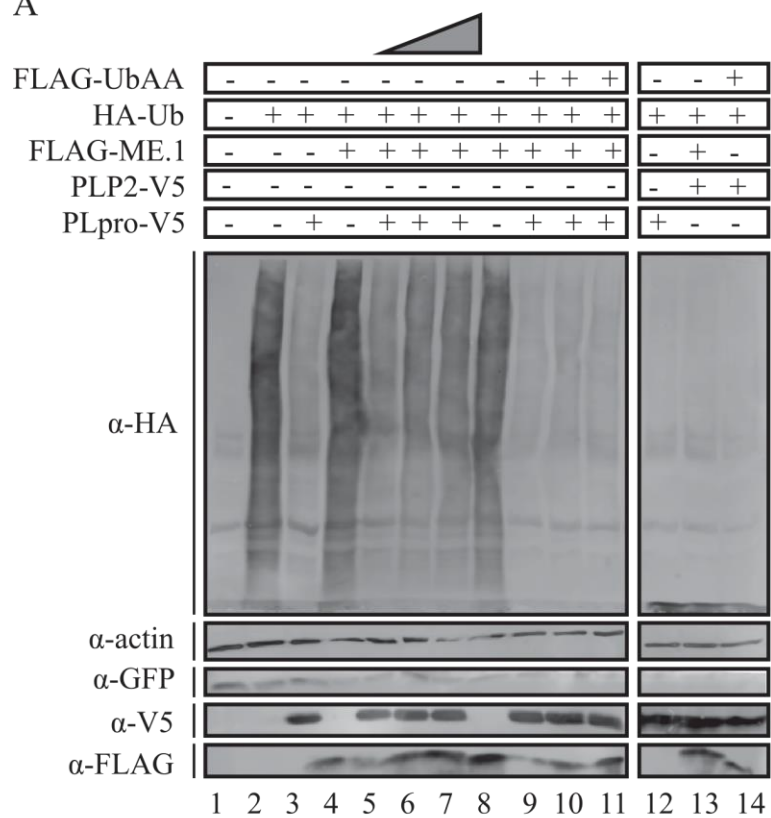 A
FLAG-UbAA - - - - - - - - + + + - - +
HA-Ub - + + + + + + + + + + + + +
FLAG-ME.1 - - - + + + + + + + + - + -
PLP2-V5 - - - - - - - - - - - - + +
PLpro-V5 - - + - + + + - + + + + - -
α-HA
α-actin
α-GFP
α-V5
α-FLAG
1 2 3 4 5 6 7 8 9 10 11 12 13 14